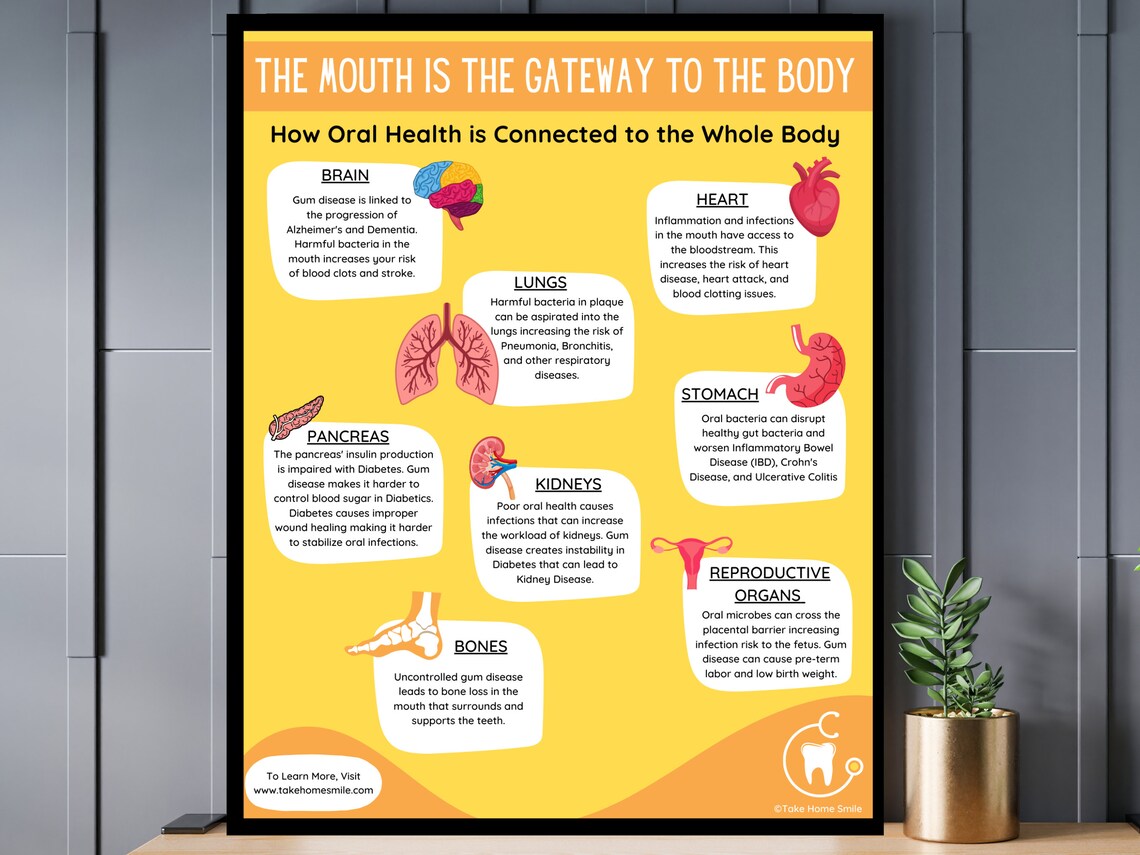 THE MOUTH IS THE GATEWAY TO THE BODY
How Oral Health is Connected to the Whole Body
BRAIN
Gum disease is linked to
the progression of
Alzheimer's and Dementia.
Harmful bacteria in the
mouth increases your risk
of blood clots and stroke.
HEART
Inflammation and infections
in the mouth have access to
the bloodstream. This
increases the risk of heart
disease, heart attack, and
blood clotting issues.
LUNGS
Harmful bacteria in plaque
can be aspirated into the
lungs increasing the risk of
Pneumonia, Bronchitis,
and other respiratory
diseases.
STOMACH
Oral bacteria can disrupt
healthy gut bacteria and
worsen Inflammatory Bowel
Disease (IBD), Crohn's
Disease, and Ulcerative Colitis
PANCREAS
The pancreas' insulin production
is impaired with Diabetes. Gum
disease makes it harder to
control blood sugar in Diabetics.
Diabetes causes improper
wound healing making it harder
to stabilize oral infections.
KIDNEYS
Poor oral health causes
infections that can increase
the workload of kidneys. Gum
disease creates instability in
Diabetes that can lead to
Kidney Disease.
REPRODUCTIVE
ORGANS
Oral microbes can cross the
placental barrier increasing
infection risk to the fetus. Gum
disease can cause pre-term
labor and low birth weight.
BONES
Uncontrolled gum disease
leads to bone loss in the
mouth that surrounds and
supports the teeth.
To Learn More, Visit
www.takehomesmile.com
©Take Home Smile